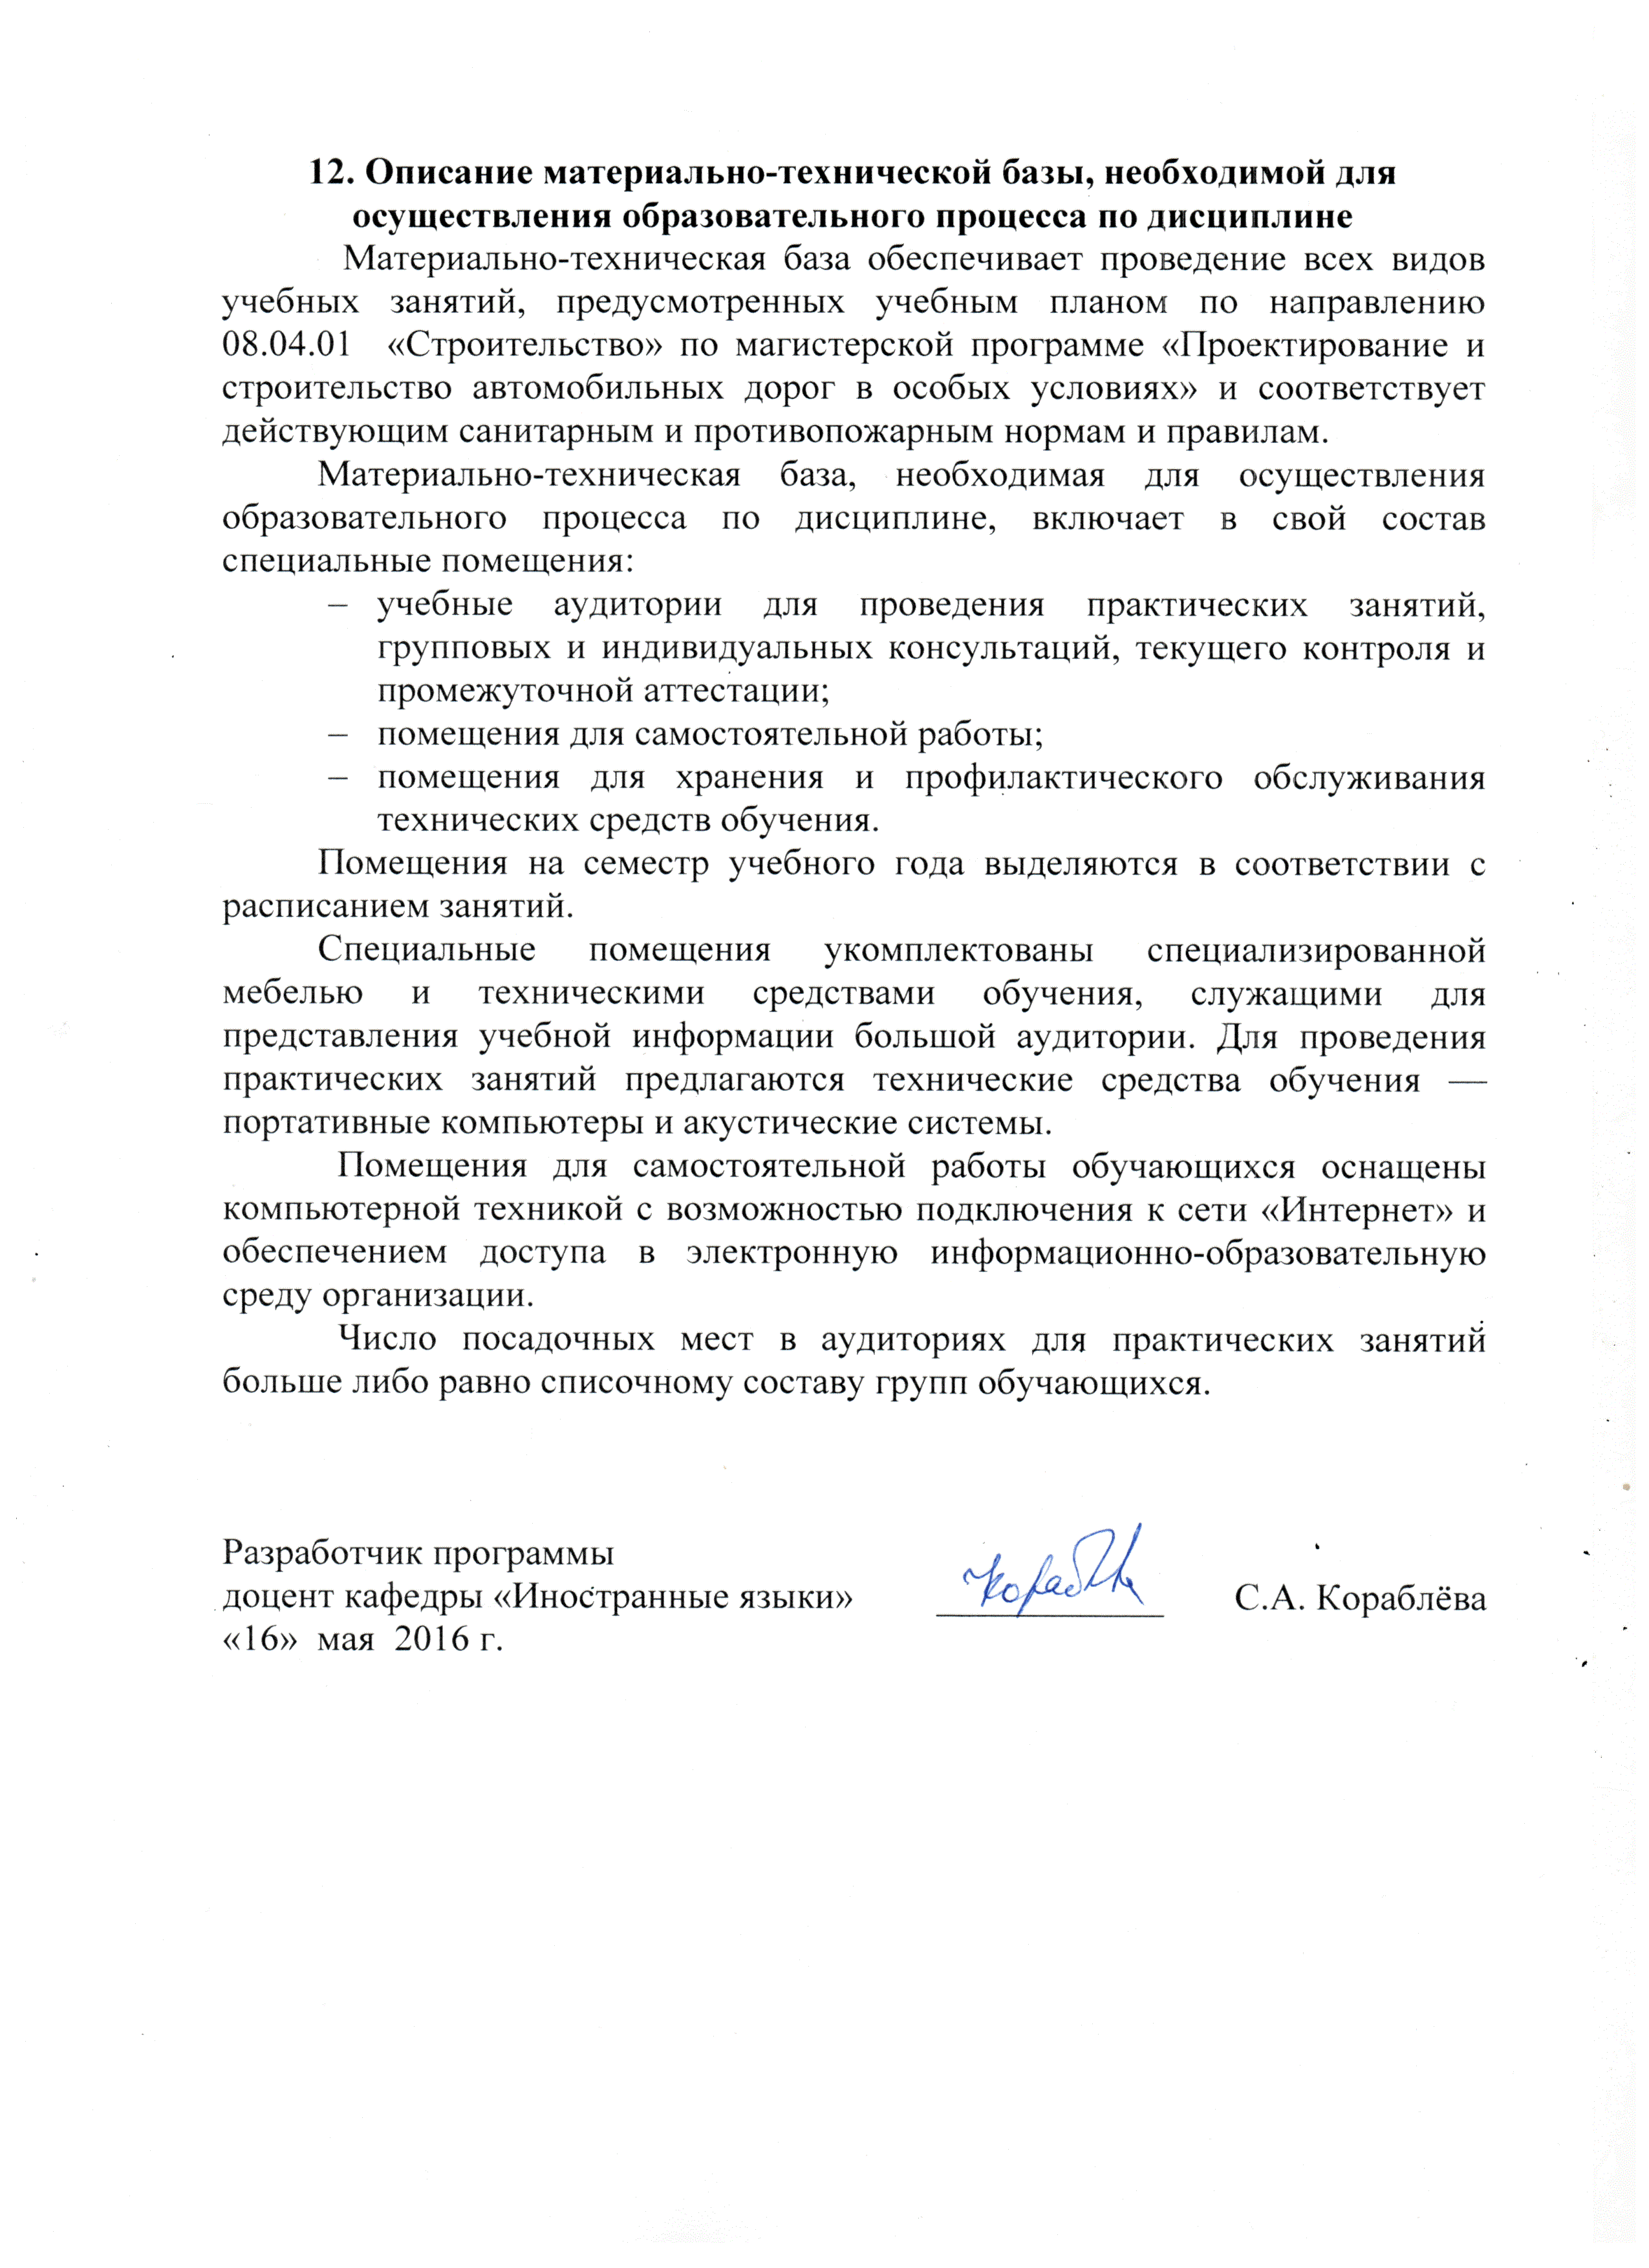 12. Описание материально-технической базы, необходимой для
осуществления образовательного процесса по дисциплине
Материально-техническая база обеспечивает проведение всех видов
учебных занятий, предусмотренных учебным планом по направлению
08.04.01 «Строительство» по магистерской программе «Проектирование и
строительство автомобильных дорог в особых условиях» и соответствует
действующим санитарным и противопожарным нормам и правилам.
Материально-техническая база, необходимая для осуществления
образовательного процесса по дисциплине, включает в свой состав
специальные помещения:
– учебные аудитории для проведения практических занятий,
групповых и индивидуальных консультаций, текущего контроля и
промежуточной аттестации;
– помещения для самостоятельной работы;
– помещения для хранения и профилактического обслуживания
технических средств обучения.
Помещения на семестр учебного года выделяются в соответствии с
расписанием занятий.
Специальные помещения укомплектованы специализированной
мебелью и техническими средствами обучения, служащими для
представления учебной информации большой аудитории. Для проведения
практических занятий предлагаются технические средства обучения —
портативные компьютеры и акустические системы.
Помещения для самостоятельной работы обучающихся оснащены
компьютерной техникой с возможностью подключения к сети «Интернет» и
обеспечением доступа в электронную информационно-образовательную
среду организации.
Число посадочных мест в аудиториях для практических занятий
больше либо равно списочному составу групп обучающихся.
Разработчик программы
доцент кафедры «Иностранные языки» С.А. Кораблёва
«16» мая 2016 г.